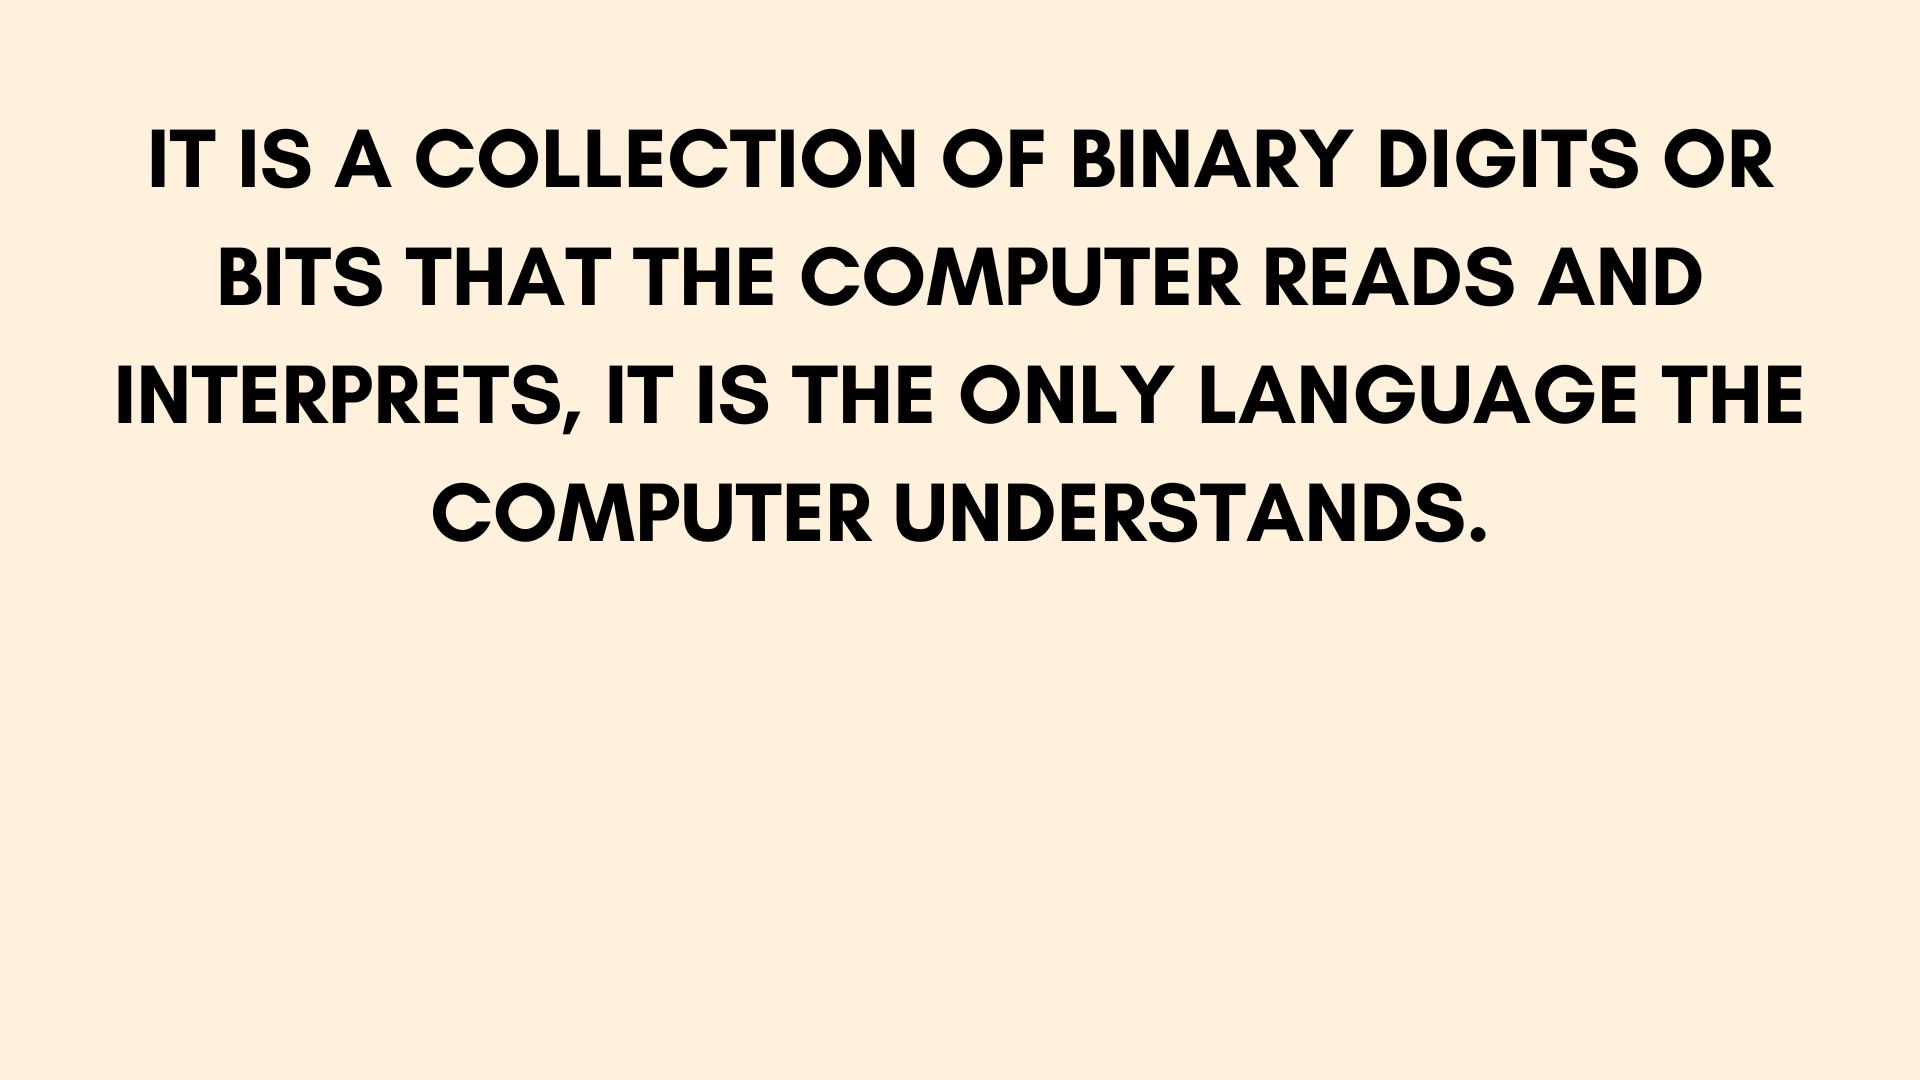 IT IS A COLLECTION OF BINARY DIGITS OR
BITS THAT THE COMPUTER READS AND
INTERPRETS, IT IS THE ONLY LANGUAGE THE
COMPUTER UNDERSTANDS.